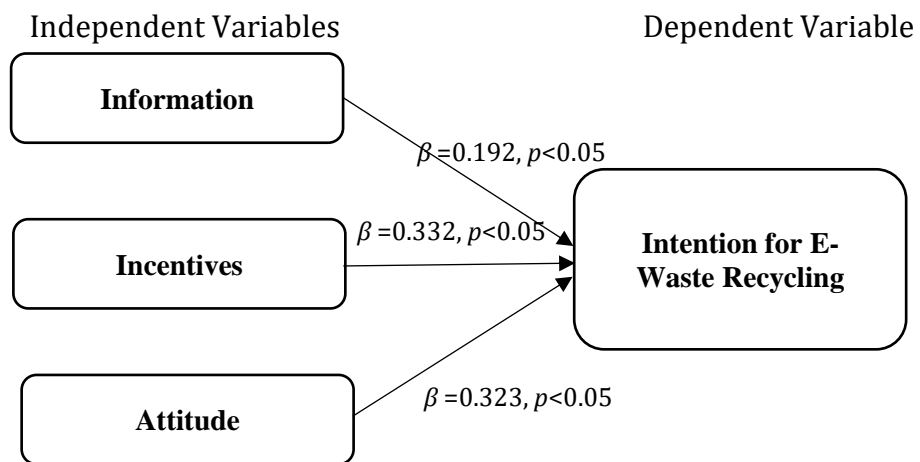 Independent Variables
Dependent Variable
Information
β =0.192, p<0.05
β =0.332, p<0.05
Incentives
Intention for E-
Waste Recycling
β =0.323, p<0.05
Attitude